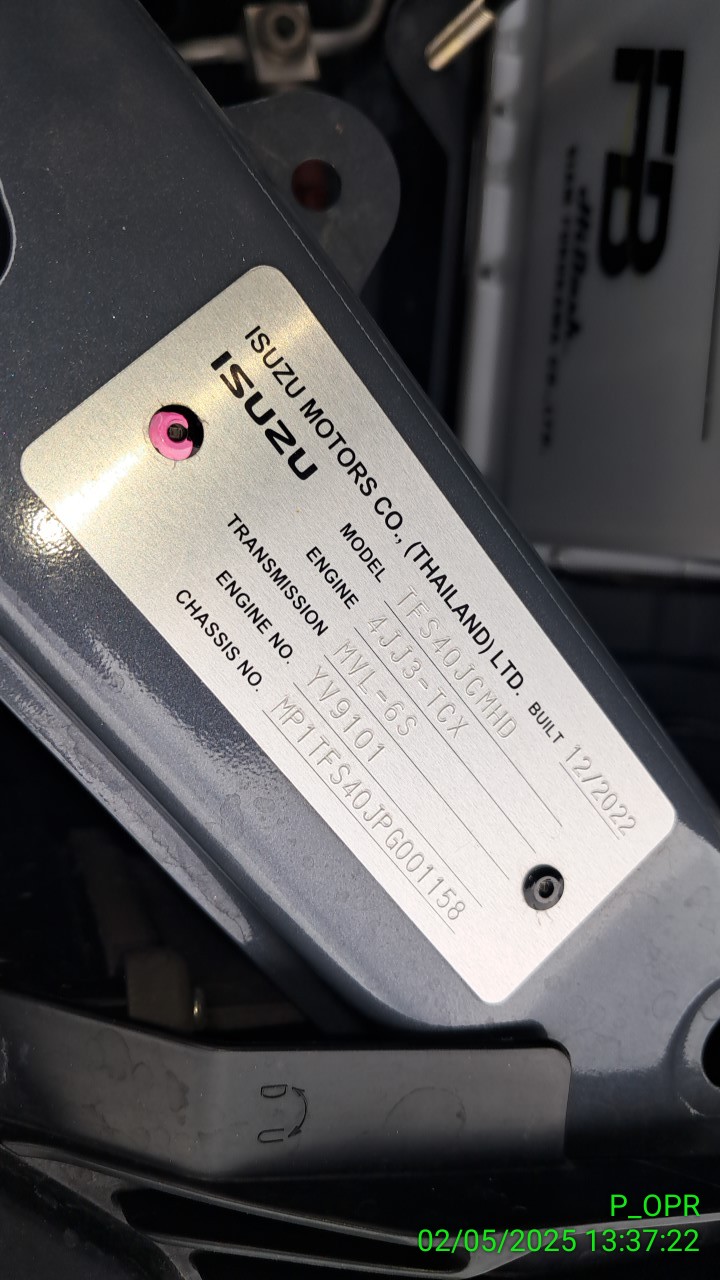 ISUZU MOTORS CO., (THAILAND) LTD.
ISUZU
BUILT 12/2022
MODEL TFS40JCMHD
ENGINE 4JJ3-TCX
TRANSMISSION MVL-6S
ENGINE NO. YV9101
CHASSIS NO. MP1TFS40JPG001158
FB
D U
P_OPR
02/05/2025 13:37:22